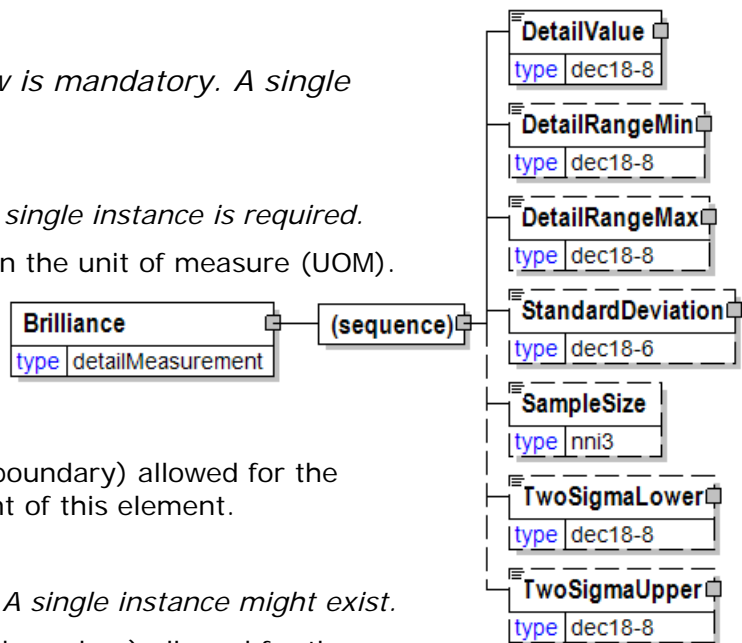 w is mandatory. A single
single instance is required.
n the unit of measure (UOM).
boundary) allowed for the
nt of this element.
A single instance might exist.
Brilliance
type detailMeasurement
(sequence)
DetailValue
type dec18-8
DetailRangeMin
type dec18-8
DetailRangeMax
type dec18-8
StandardDeviation
type dec18-6
SampleSize
type nni3
TwoSigmaLower
type dec18-8
TwoSigmaUpper
type dec18-8